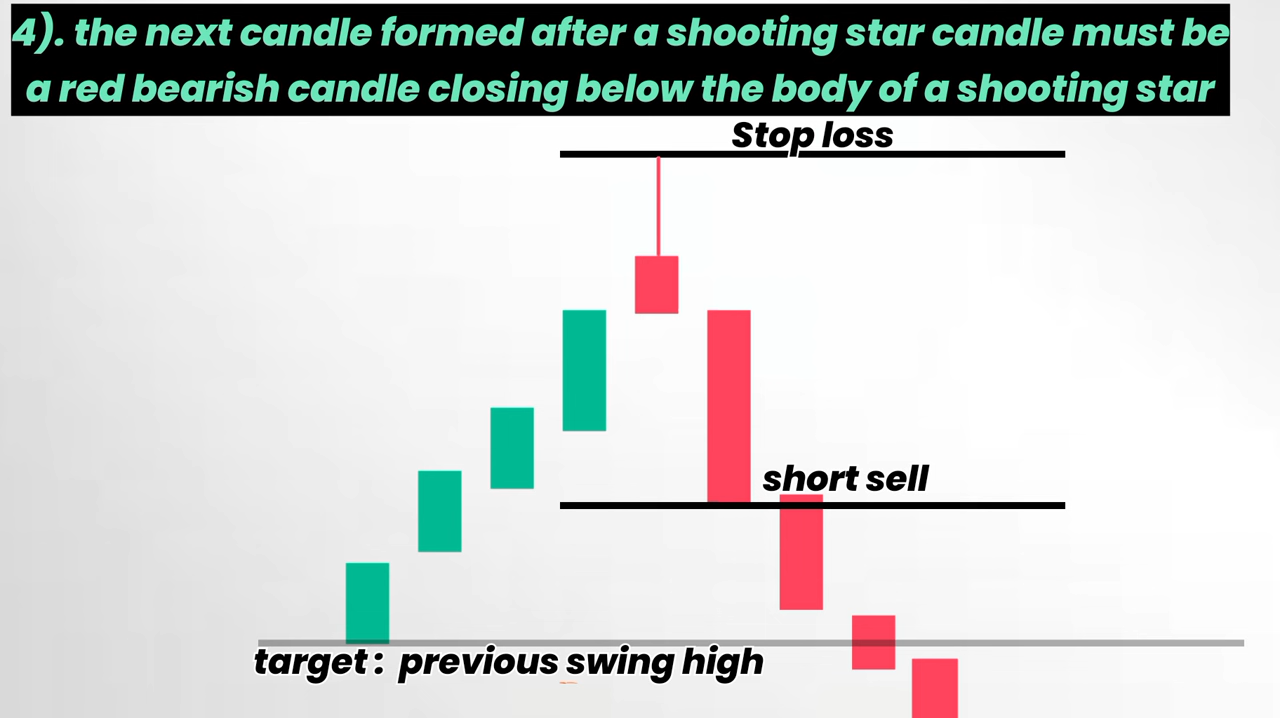 4). the next candle formed after a shooting star candle must be
a red bearish candle closing below the body of a shooting star
Stop loss
short sell
target : previous swing high